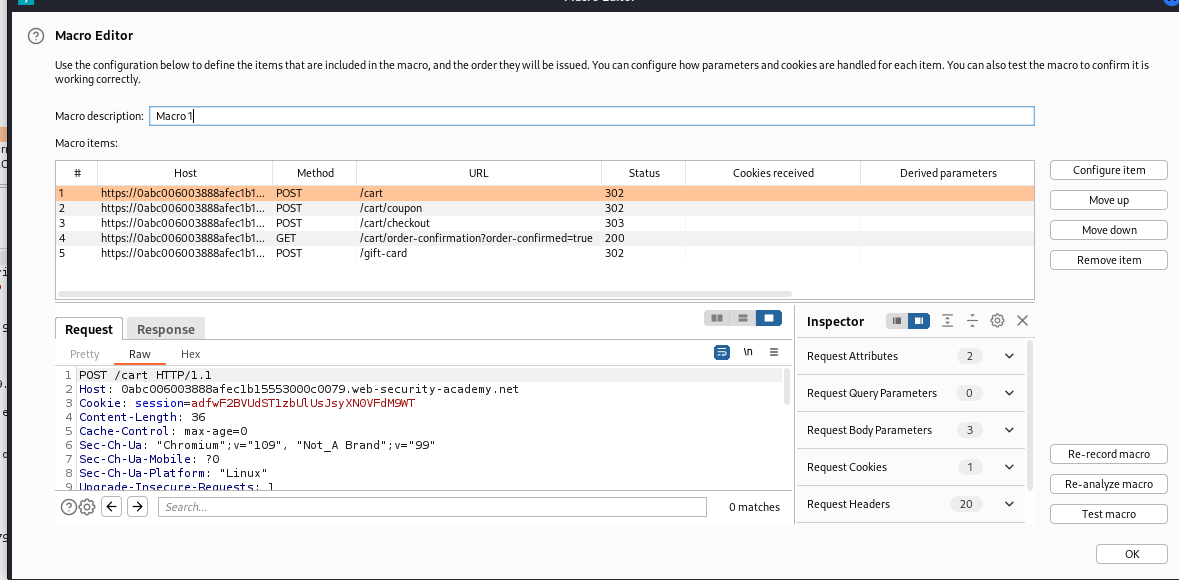 Macro Editor
Macro Editor
Use the configuration below to define the items that are included in the macro, and the order they will be issued. You can configure how parameters and cookies are handled for each item. You can also test the macro to confirm it is
working correctly.
Macro description: Macro 1
Macro items:
# Host Method URL Status Cookies received Derived parameters
1 https://0abc006003888afec1b1... POST /cart 302
2 https://0abc006003888afec1b1... POST /cart/coupon 302
3 https://0abc006003888afec1b1... POST /cart/checkout 303
4 https://0abc006003888afec1b1... GET /cart/order-confirmation?order-confirmed=true 200
5 https://0abc006003888afec1b1... POST /gift-card 302
Configure item
Move up
Move down
Remove item
Request Response
Pretty Raw Hex
\n
1 POST /cart HTTP/1.1
2 Host: 0abc006003888afec1b15553000c0079.web-security-academy.net
3 Cookie: session=adfwF2BVUdST1zbUlUsJsyXN0VFdM9WT
4 Content-Length: 36
5 Cache-Control: max-age=0
6 Sec-Ch-Ua: "Chromium";v="109", "Not_A Brand";v="99"
7 Sec-Ch-Ua-Mobile: ?0
8 Sec-Ch-Ua-Platform: "Linux"
9 Upgrade-Insecure-Requests: 1
Search... 0 matches
Inspector
Request Attributes 2
Request Query Parameters 0
Request Body Parameters 3
Request Cookies 1
Request Headers 20
Re-record macro
Re-analyze macro
Test macro
OK